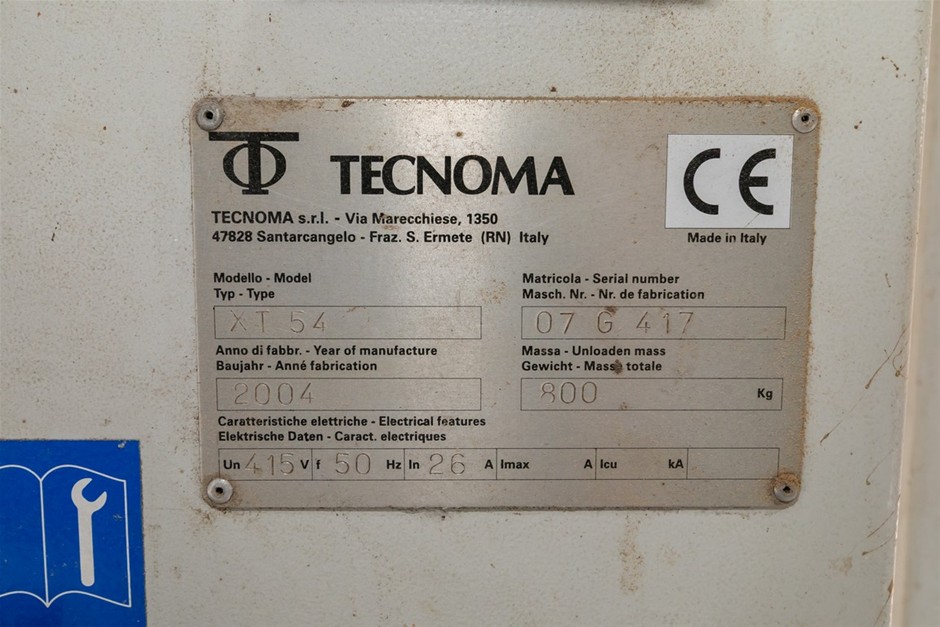 TECNOMA
CE
TECNOMA s.r.l. - Via Marecchiese, 1350
47828 Santarcangelo - Fraz. S. Ermete (RN) Italy
Made in Italy
Modello - Model
Typ - Type
XT 54
Matricola - Serial number
Masch. Nr. - Nr. de fabrication
07 G 417
Anno di fabbr. - Year of manufacture
Baujahr - Anné fabrication
2004
Massa - Unloaden mass
Gewicht - Masse totale
800 Kg
Caratteristiche elettriche - Electrical features
Elektrische Daten - Caract. electriques
Un 415 V f 50 Hz In 26 A Imax A Icu kA